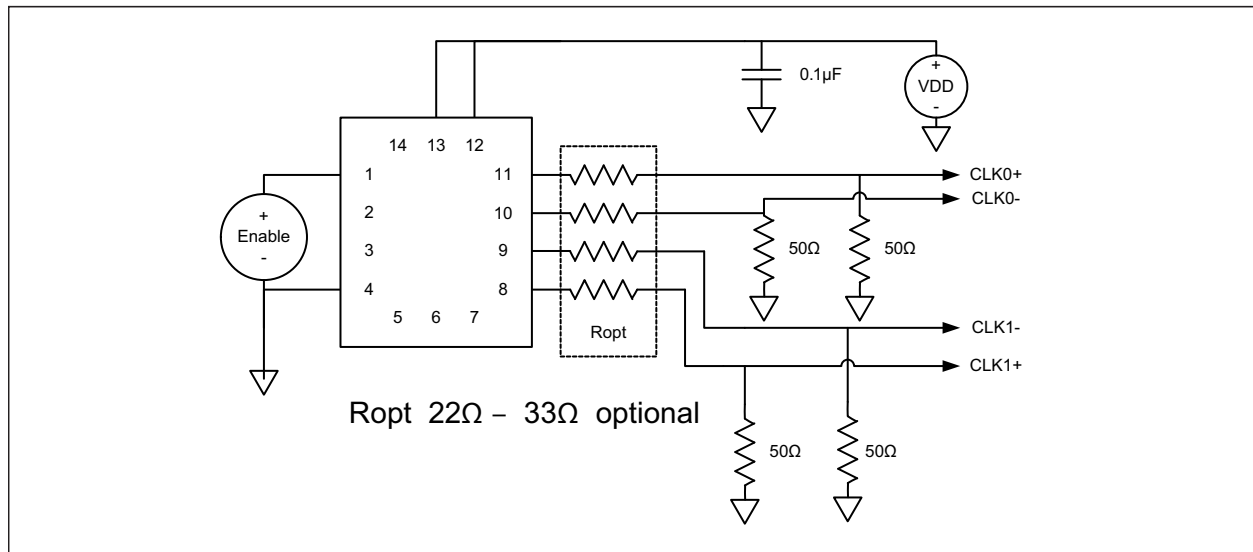 0.1µF
+
VDD
-
14 13 12
1 11
2 10
3 9
4 8
5 6 7
+
Enable
-
CLK0+
CLK0-
50Ω 50Ω
Ropt
CLK1-
CLK1+
Ropt 22Ω – 33Ω optional
50Ω 50Ω